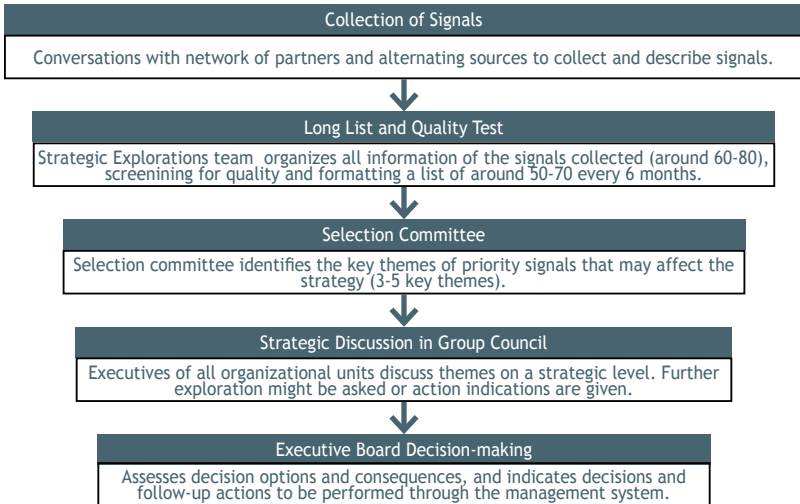 Collection of Signals
Conversations with network of partners and alternating sources to collect and describe signals.
Long List and Quality Test
Strategic Explorations team organizes all information of the signals collected (around 60-80),
screenining for quality and formatting a list of around 50-70 every 6 months.
Selection Committee
Selection committee identifies the key themes of priority signals that may affect the
strategy (3-5 key themes).
Strategic Discussion in Group Council
Executives of all organizational units discuss themes on a strategic level. Further
exploration might be asked or action indications are given.
Executive Board Decision-making
Assesses decision options and consequences, and indicates decisions and
follow-up actions to be performed through the management system.